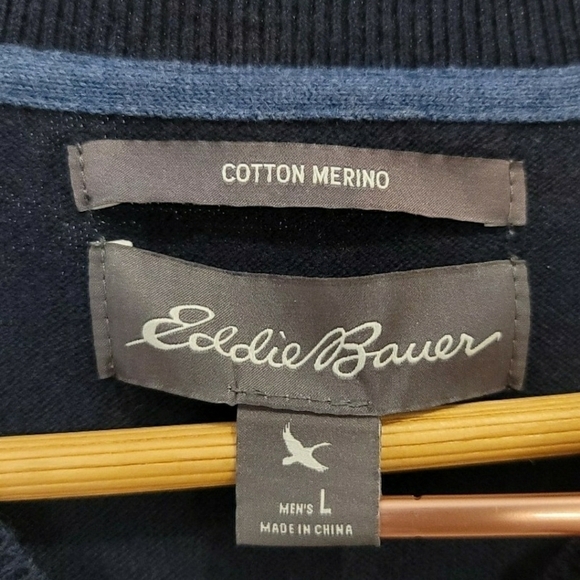 COTTON MERINO
Eddie Bauer
MEN'S L
MADE IN CHINA